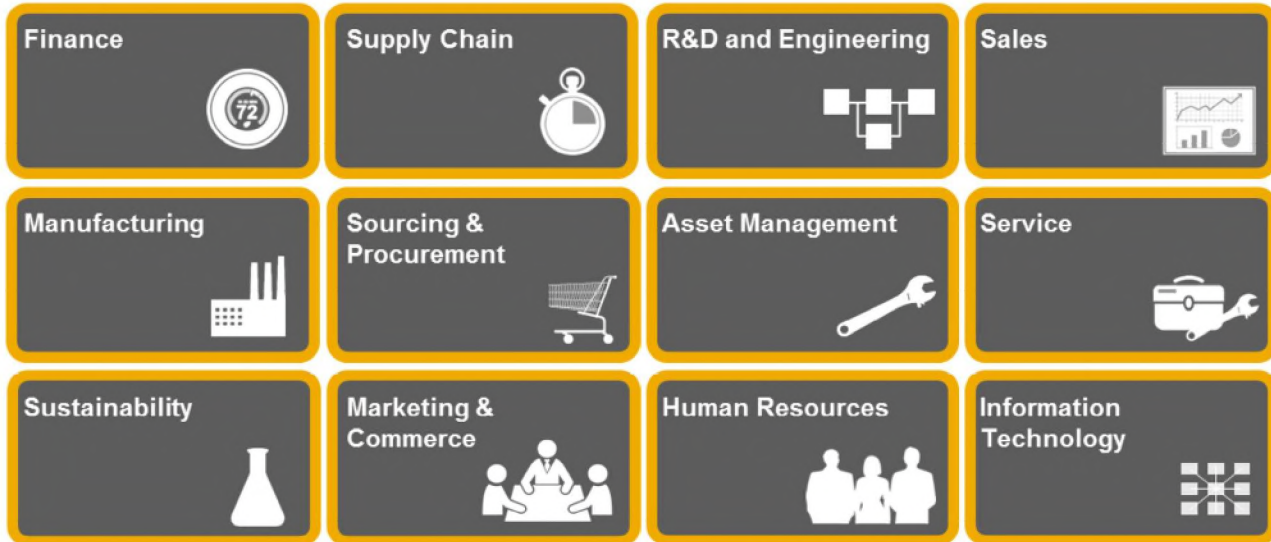 Finance
Supply Chain
R&D and Engineering
Sales
72
Manufacturing
Sourcing &
Procurement
Asset Management
Service
Sustainability
Marketing &
Commerce
Human Resources
Information
Technology